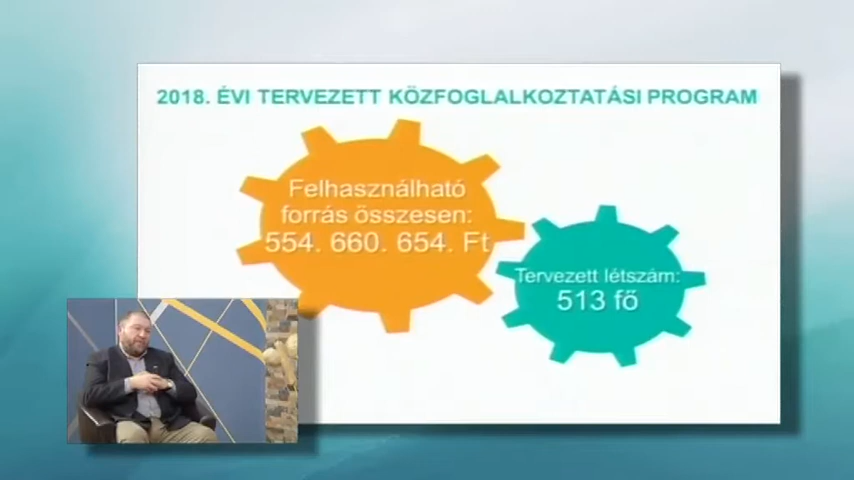 2018. ÉVI TERVEZETT KÖZFOGLALKOZTATÁSI PROGRAM
Felhasználható
forrás összesen:
554. 660. 654. Ft
Tervezett létszám:
513 fő